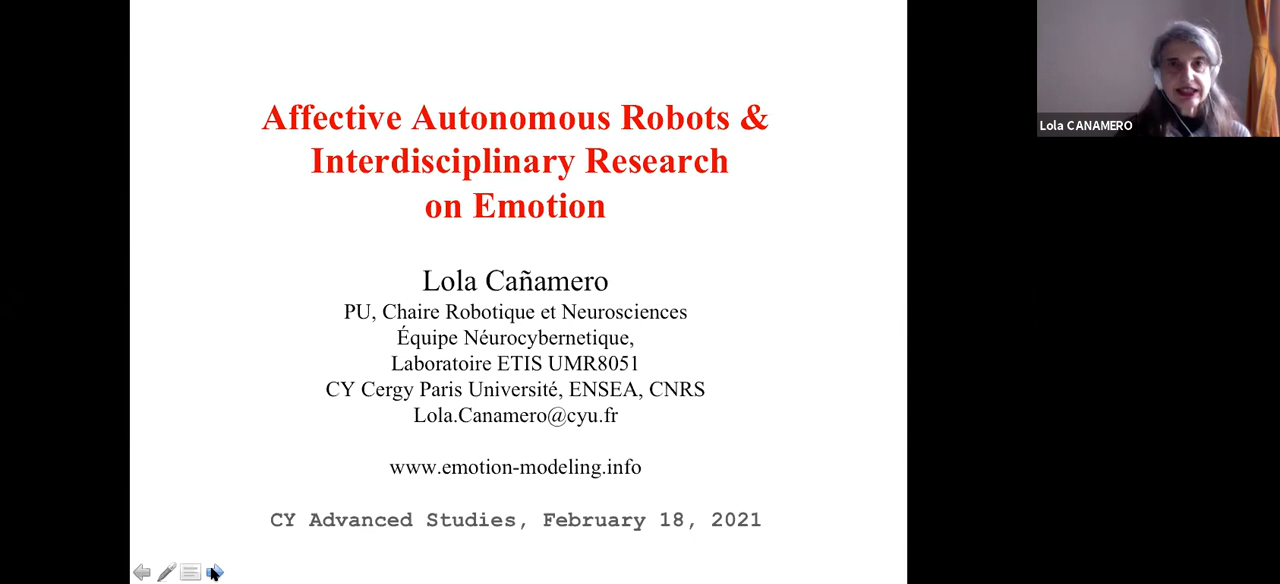 Affective Autonomous Robots &
Interdisciplinary Research
on Emotion
Lola Cañamero
PU, Chaire Robotique et Neurosciences
Équipe Néurocybernetique,
Laboratoire ETIS UMR8051
CY Cergy Paris Université, ENSEA, CNRS
Lola.Canamero@cyu.fr
www.emotion-modeling.info
CY Advanced Studies, February 18, 2021
Lola CANAMERO